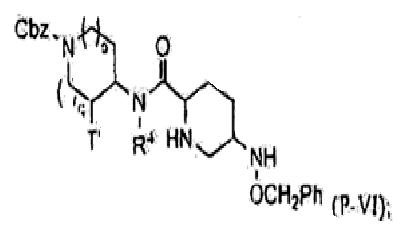 Cbz
N
O
N
T'
R⁴
HN
NH
OCH₂Ph (P-VI);